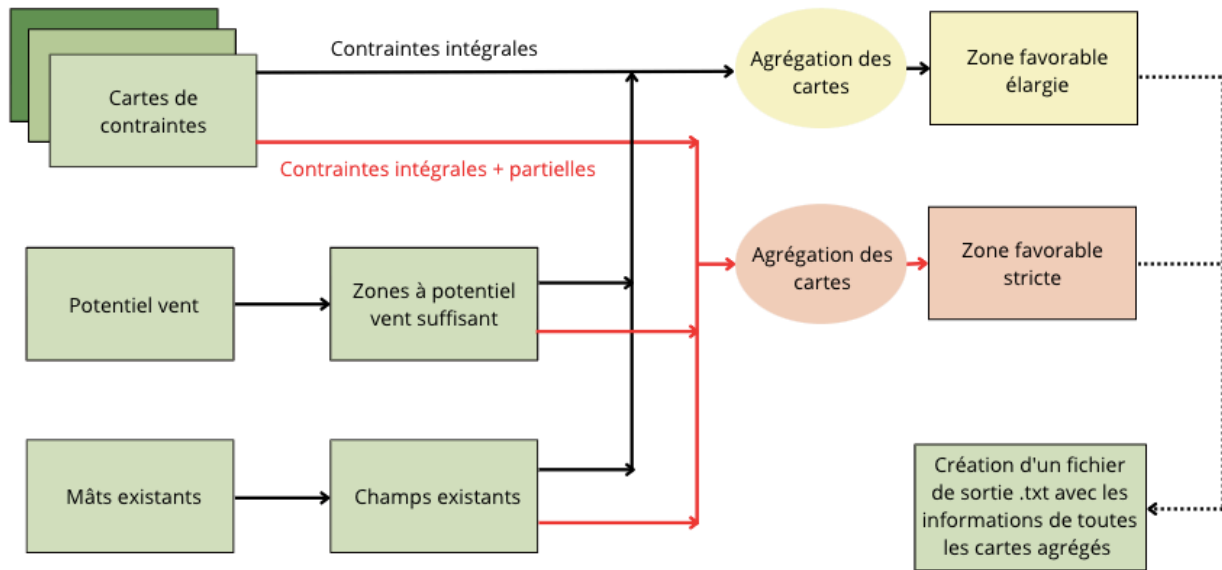 Contraintes intégrales
Cartes de
contraintes
Contraintes intégrales + partielles
Agrégation des
cartes
Zone favorable
élargie
Agrégation des
cartes
Zone favorable
stricte
Potentiel vent
Zones à potentiel
vent suffisant
Mâts existants
Champs existants
Création d'un fichier
de sortie .txt avec les
informations de toutes
les cartes agrégés